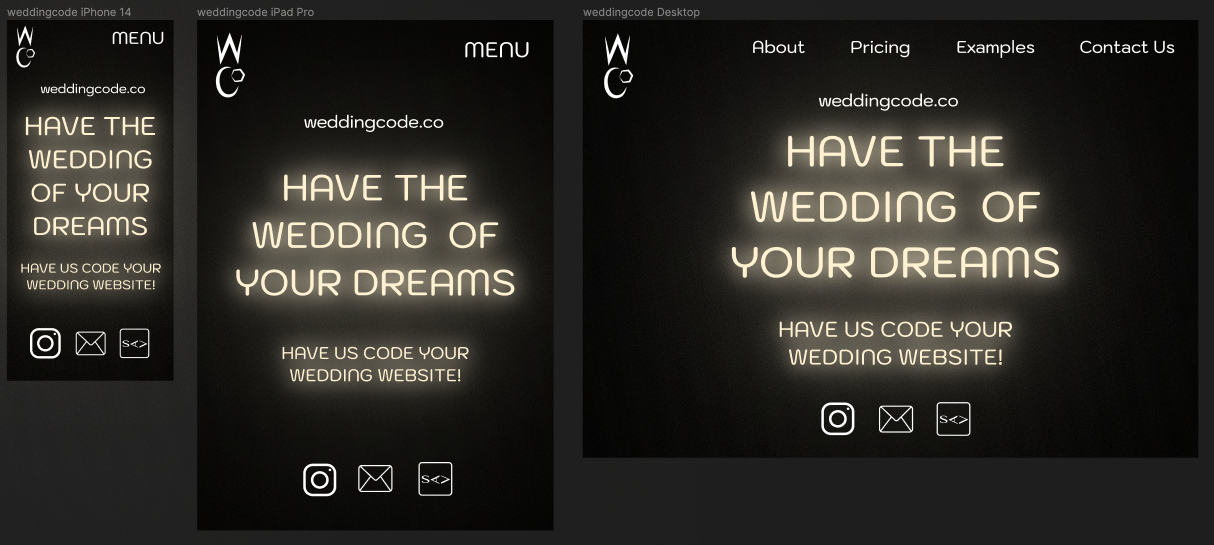 weddingcode iPhone 14
W
CO
MENU
weddingcode.co
HAVE THE
WEDDING
OF YOUR
DREAMS
HAVE US CODE YOUR
WEDDING WEBSITE!
S<>
weddingcode iPad Pro
W
CO
MENU
weddingcode.co
HAVE THE
WEDDING OF
YOUR DREAMS
HAVE US CODE YOUR
WEDDING WEBSITE!
S<>
weddingcode Desktop
W
CO
About Pricing Examples Contact Us
weddingcode.co
HAVE THE
WEDDING OF
YOUR DREAMS
HAVE US CODE YOUR
WEDDING WEBSITE!
S<>